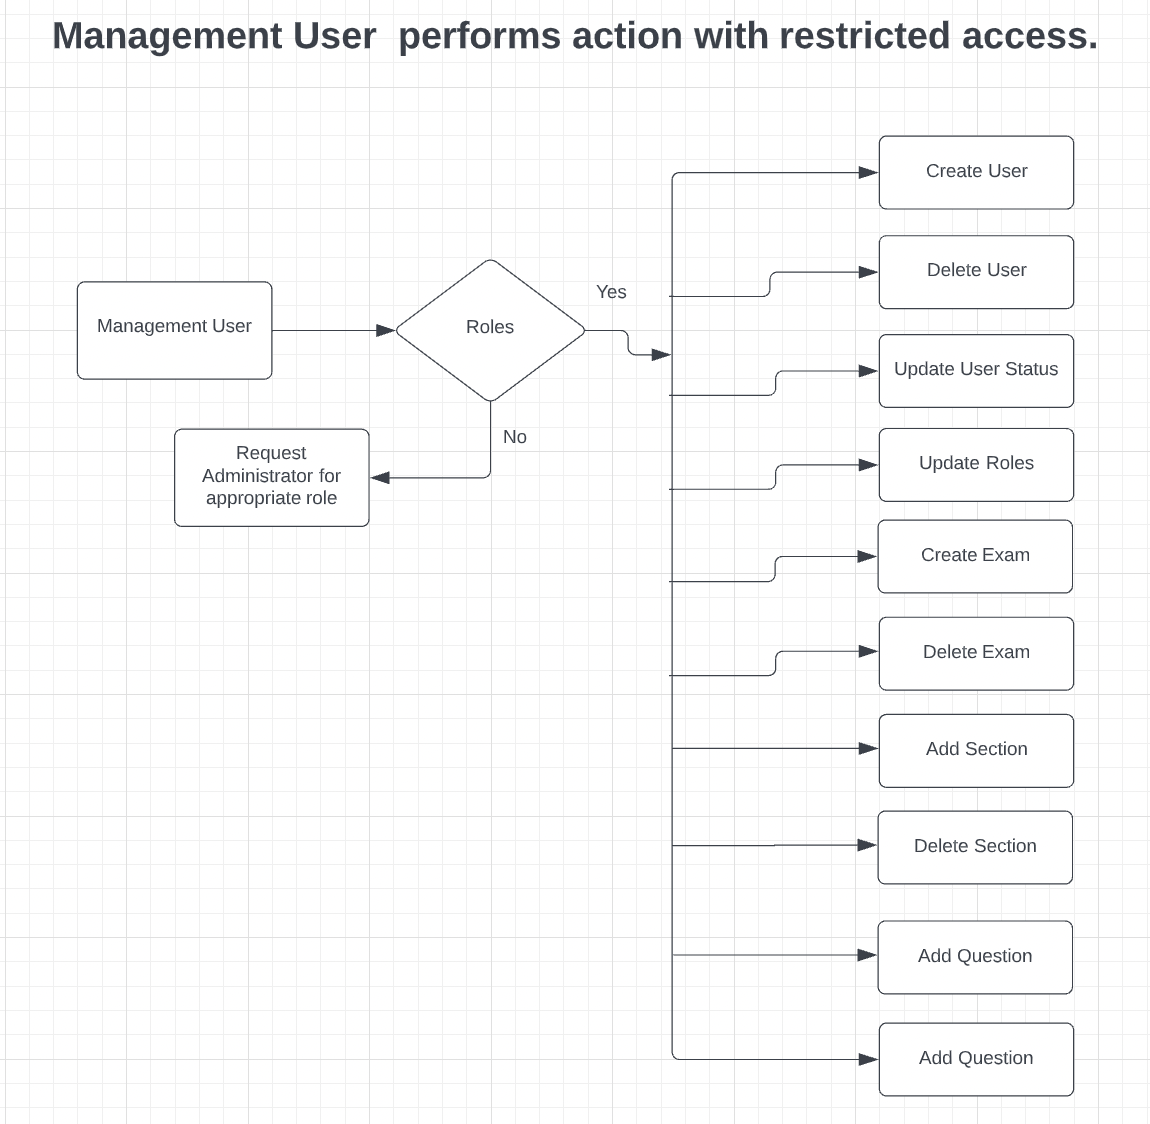 Management User  performs action with restricted access.
Create User
Delete User
Yes
Management User
Roles
Update User Status
No
Request
Administrator for
appropriate role
Update Roles
Create Exam
Delete Exam
Add Section
Delete Section
Add Question
Add Question